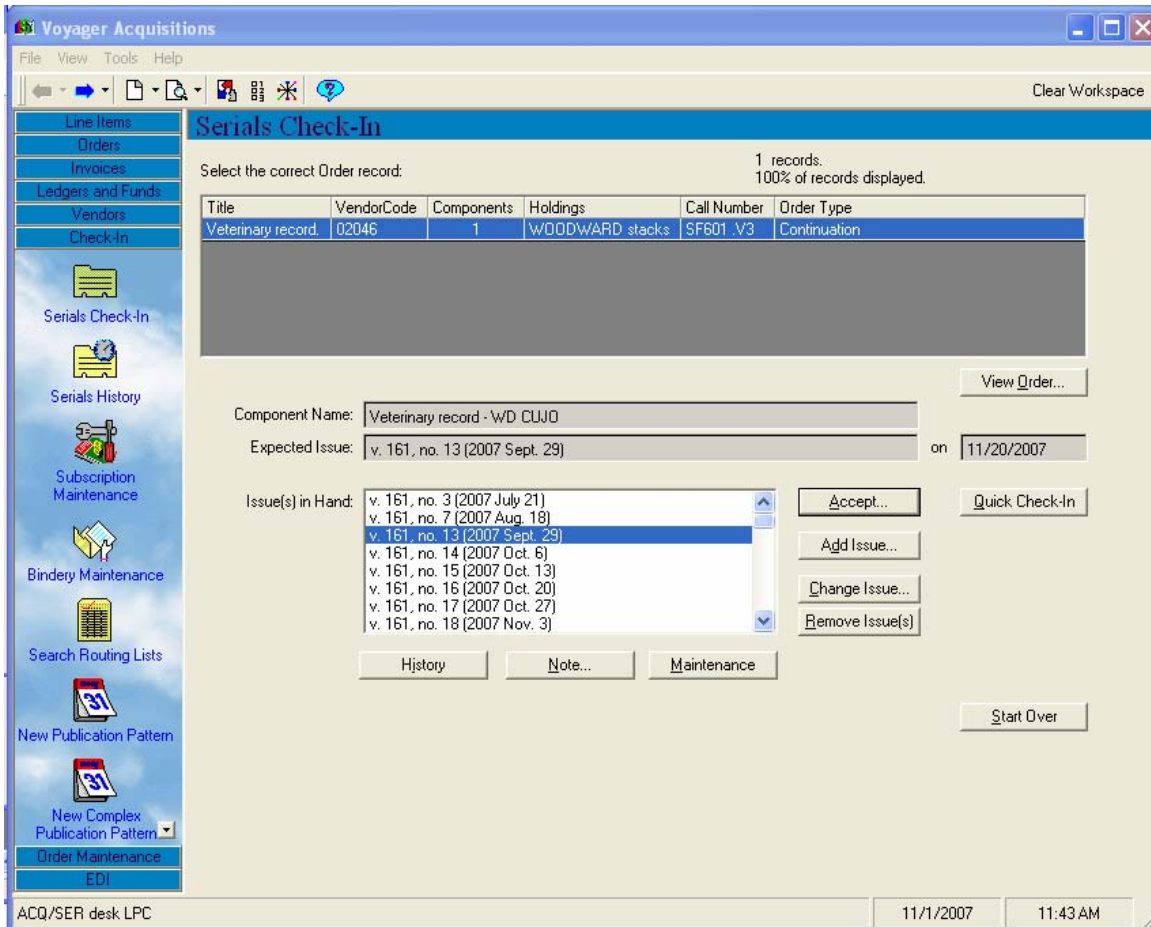 Voyager Acquisitions
File View Tools Help
Clear Workspace
Line Items
Orders
Invoices
Ledgers and Funds
Vendors
Check-In
Serials Check-In
Serials History
Subscription
Maintenance
Bindery Maintenance
Search Routing Lists
31
New Publication Pattern
31
New Complex
Publication Pattern
Order Maintenance
EDI
Serials Check-In
Select the correct Order record:
1 records.
100% of records displayed.
Title VendorCode Components Holdings Call Number Order Type
Veterinary record. 02046 1 WOODWARD stacks SF601 .V3 Continuation
View Order...
Component Name: Veterinary record - WD CUJO
Expected Issue: v. 161, no. 13 (2007 Sept. 29) on 11/20/2007
Issue(s) in Hand:
v. 161, no. 3 (2007 July 21)
v. 161, no. 7 (2007 Aug. 18)
v. 161, no. 13 (2007 Sept. 29)
v. 161, no. 14 (2007 Oct. 6)
v. 161, no. 15 (2007 Oct. 13)
v. 161, no. 16 (2007 Oct. 20)
v. 161, no. 17 (2007 Oct. 27)
v. 161, no. 18 (2007 Nov. 3)
Accept...
Quick Check-In
Add Issue...
Change Issue...
Remove Issue(s)
History Note... Maintenance
Start Over
ACQ/SER desk LPC 11/1/2007 11:43 AM